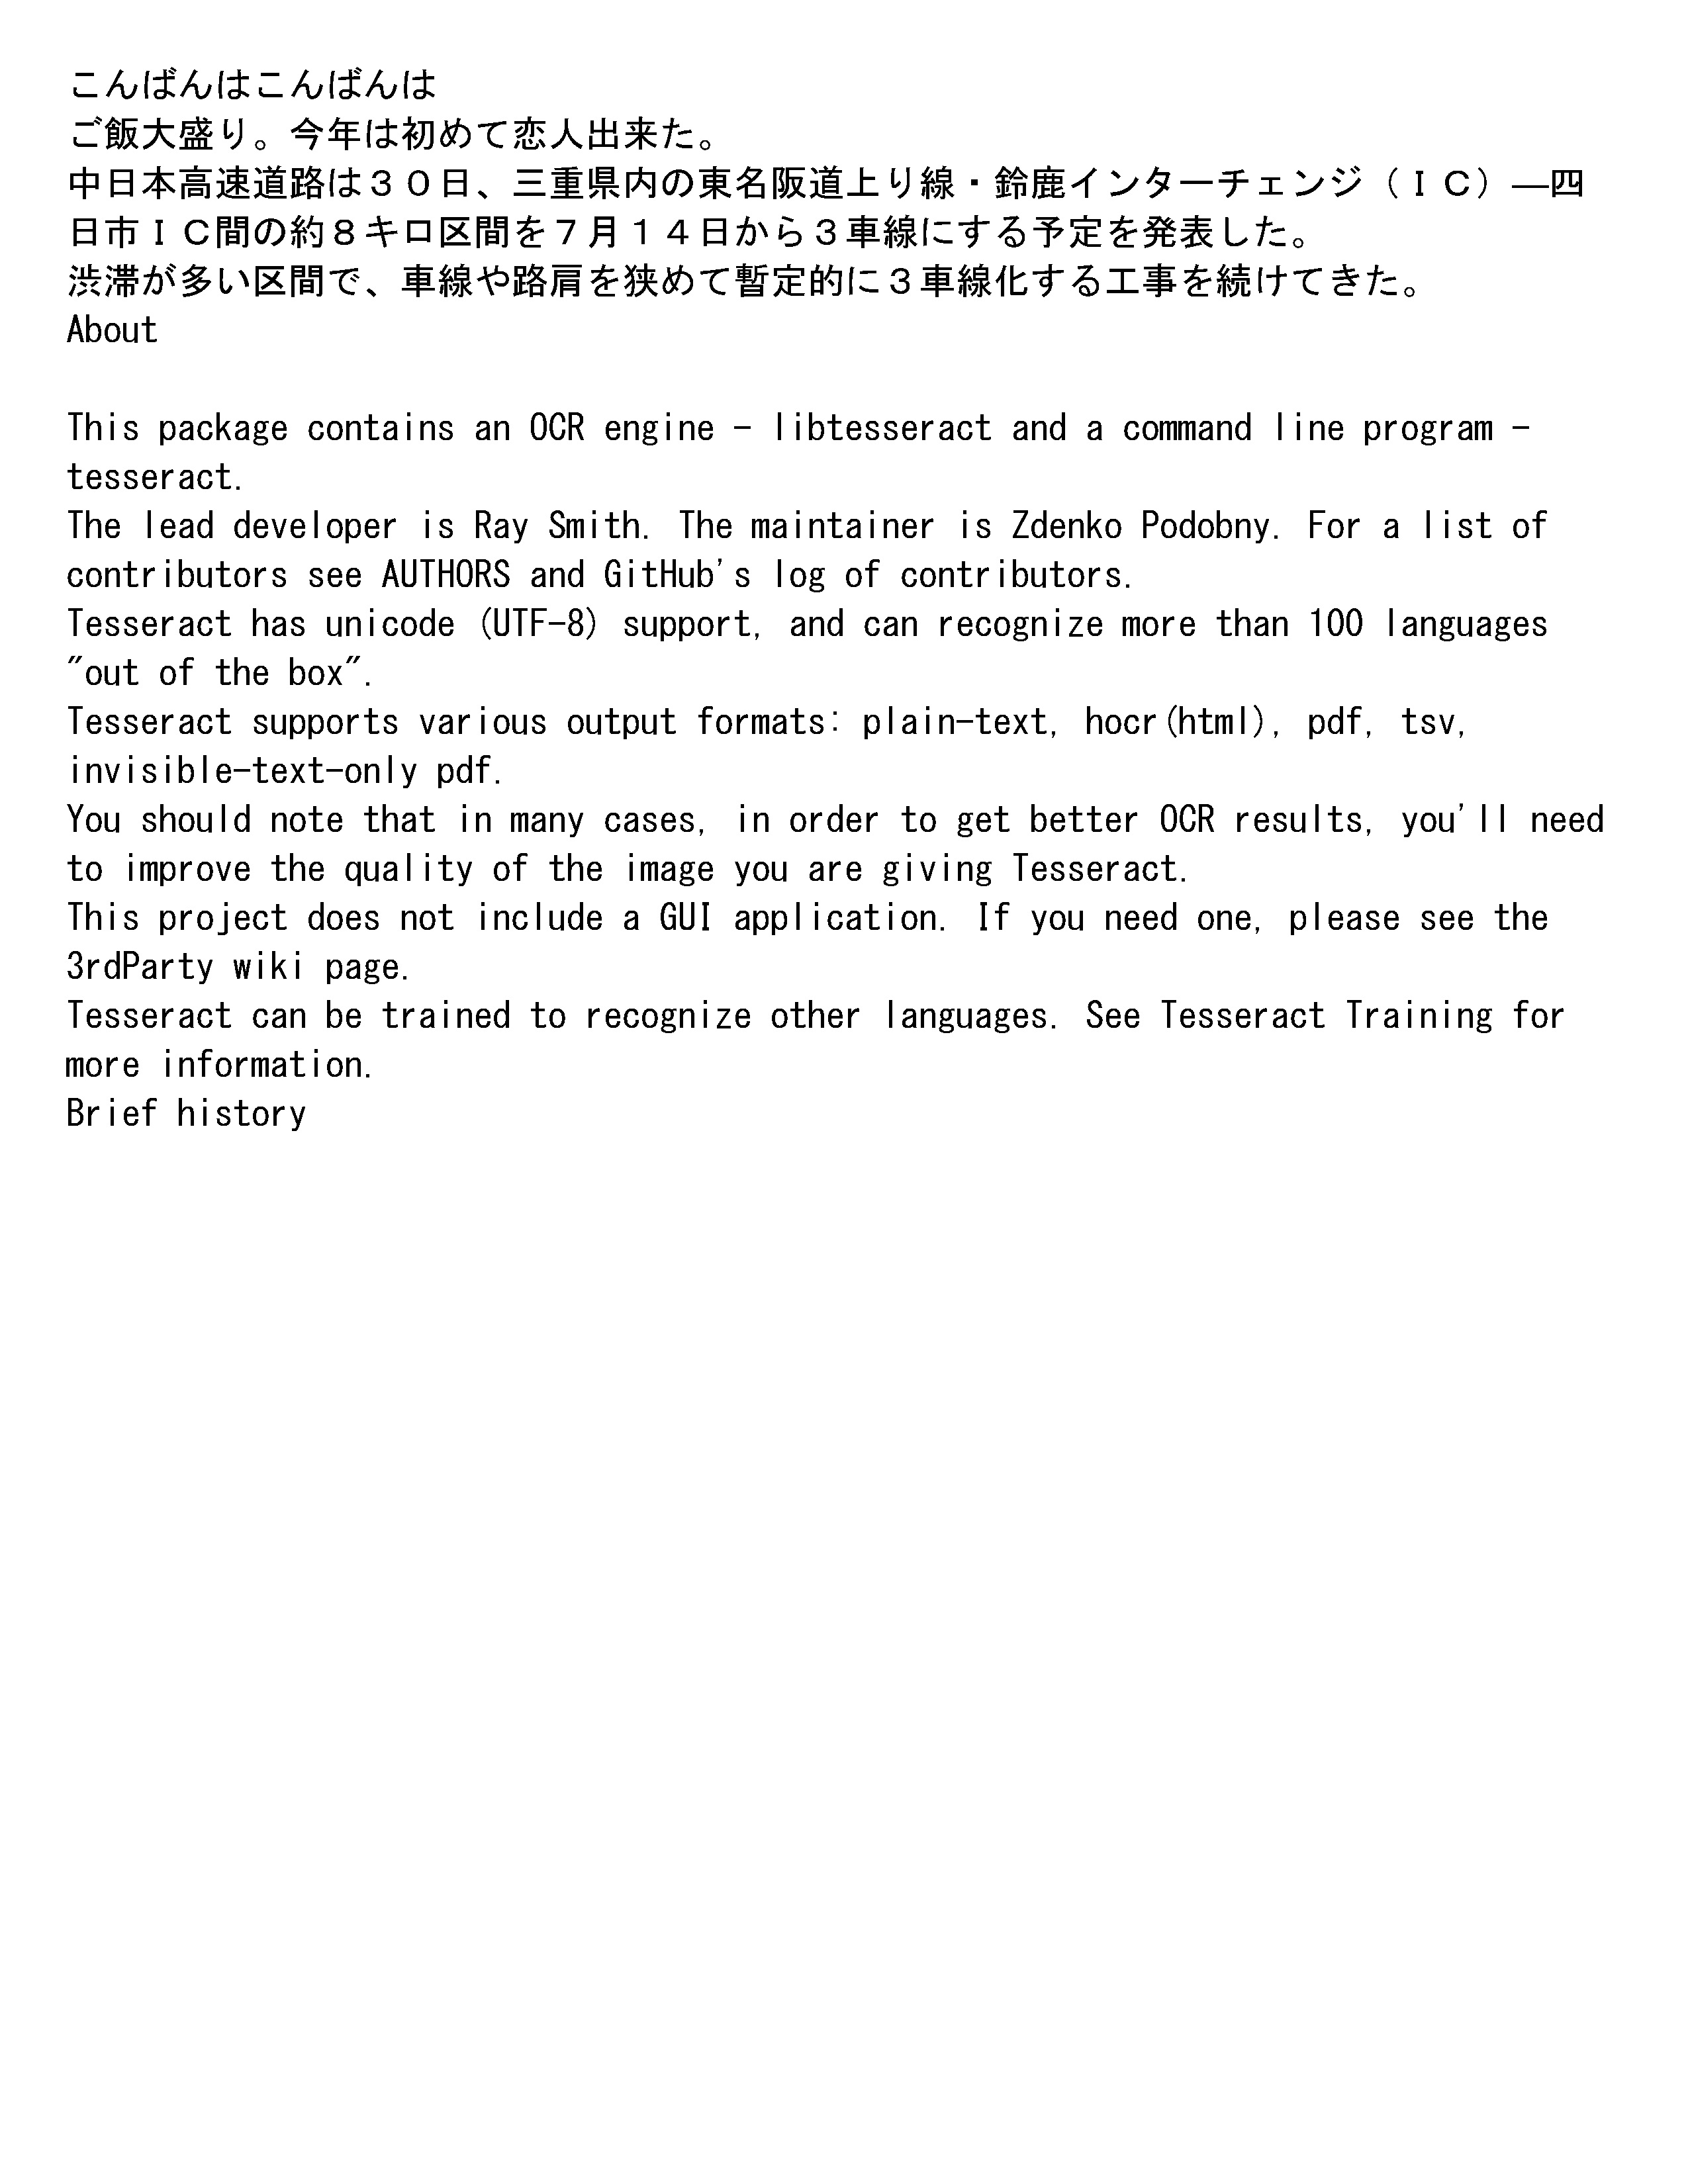 こんばんはこんばんは
ご飯大盛り。今年は初めて恋人出来た。
中日本高速道路は３０日、三重県内の東名阪道上り線・鈴鹿インターチェンジ（ＩＣ）―四
日市ＩＣ間の約８キロ区間を７月１４日から３車線にする予定を発表した。
渋滞が多い区間で、車線や路肩を狭めて暫定的に３車線化する工事を続けてきた。
About
This package contains an OCR engine - libtesseract and a command line program -
tesseract.
The lead developer is Ray Smith. The maintainer is Zdenko Podobny. For a list of
contributors see AUTHORS and GitHub's log of contributors.
Tesseract has unicode (UTF-8) support, and can recognize more than 100 languages
"out of the box".
Tesseract supports various output formats: plain-text, hocr(html), pdf, tsv,
invisible-text-only pdf.
You should note that in many cases, in order to get better OCR results, you'll need
to improve the quality of the image you are giving Tesseract.
This project does not include a GUI application. If you need one, please see the
3rdParty wiki page.
Tesseract can be trained to recognize other languages. See Tesseract Training for
more information.
Brief history